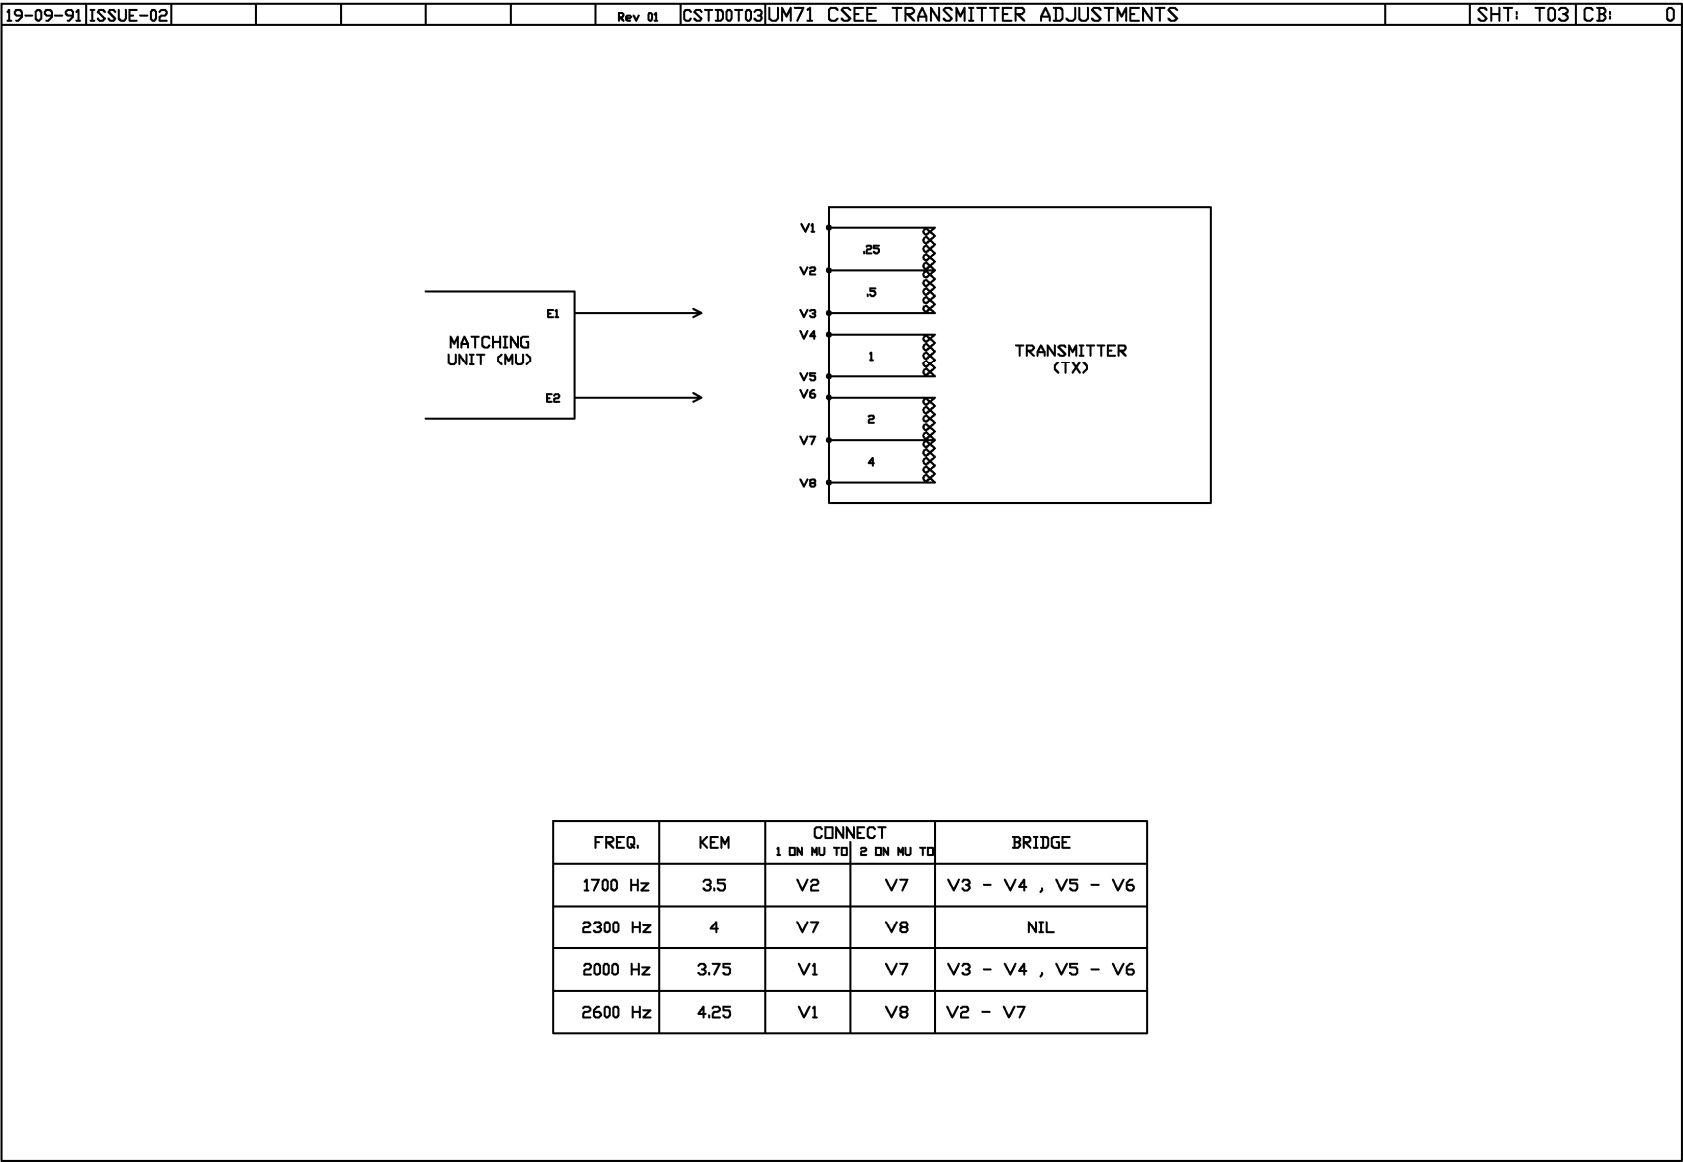 19-09-91 ISSUE-02 Rev 01 CSTD0T03 UM71 CSEE TRANSMITTER ADJUSTMENTS SHT: T03 CB: 0
V1
.25
V2
.5
V3
V4
1
V5
V6
2
V7
4
V8
E1
MATCHING
UNIT (MU)
E2
TRANSMITTER
(TX)
FREQ. KEM CONNECT BRIDGE
1 ON MU TO 2 ON MU TO
1700 Hz 3.5 V2 V7 V3 - V4 , V5 - V6
2300 Hz 4 V7 V8 NIL
2000 Hz 3.75 V1 V7 V3 - V4 , V5 - V6
2600 Hz 4.25 V1 V8 V2 - V7